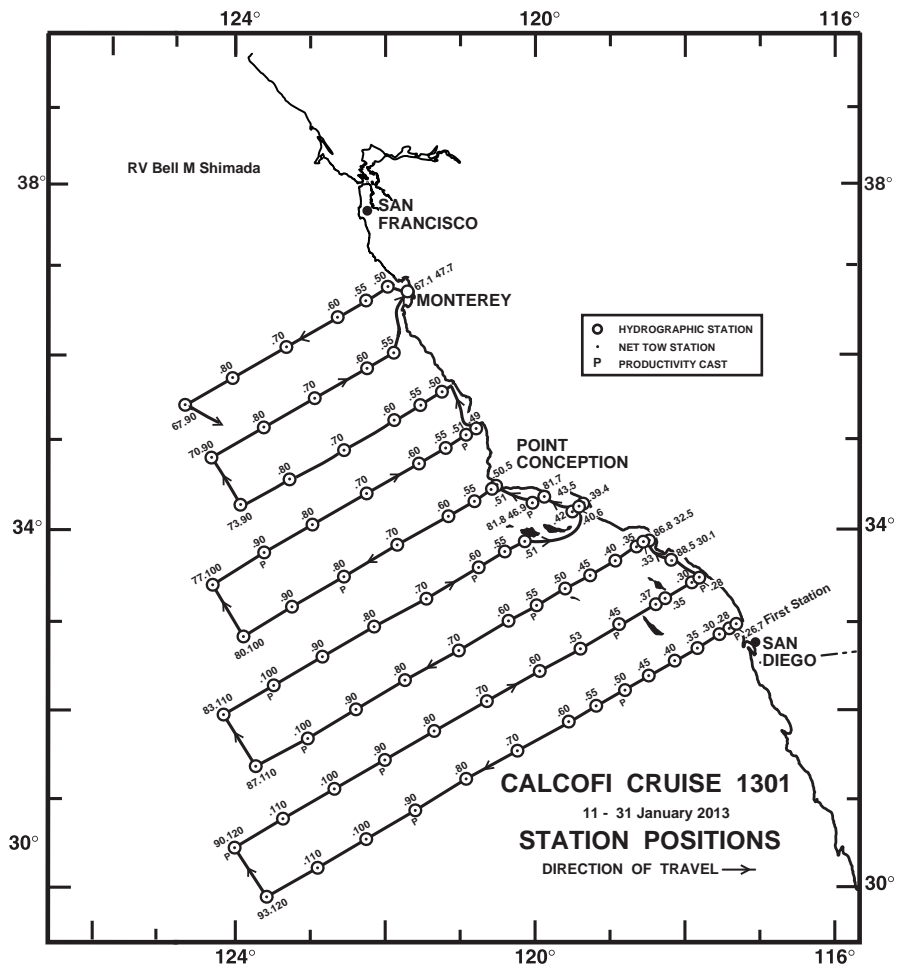 124° 120° 116°
RV Bell M Shimada
38° 38°
SAN
FRANCISCO
67.1 47.7
.50
.55
.60
.70
.80
67.90
MONTEREY
HYDROGRAPHIC STATION
NET TOW STATION
P PRODUCTIVITY CAST
.55
.60
.70
.80
70.90
.50
.55
.60
.70
.80
73.90
.49
.51
P
.55
.60
.70
.80
.90
P
77.100
POINT
CONCEPTION
34° 34°
.50.5
.55
.60
.70
.80
P
.90
80.100
.51
81.8 46.9
P
81.7
43.5
.42
.39.4
.40.6
.51
.55
.60
P
.70
.80
.90
.100
P
83.110
86.8 32.5
.33
.35
.40
.45
.50
.55
.60
.70
.80
.90
.100
P
87.110
88.5 30.1
.28
P
.30
.35
.37
.45
P
.53
.60
.70
.80
.90
P
.100
.110
90.120
P
26.7 First Station
P
.28
.30
.35
.40
.45
.50
P
.55
.60
.70
.80
.90
P
.100
.110
93.120
SAN
DIEGO
CALCOFI CRUISE 1301
11 - 31 January 2013
STATION POSITIONS
DIRECTION OF TRAVEL
30° 30°
124° 120° 116°